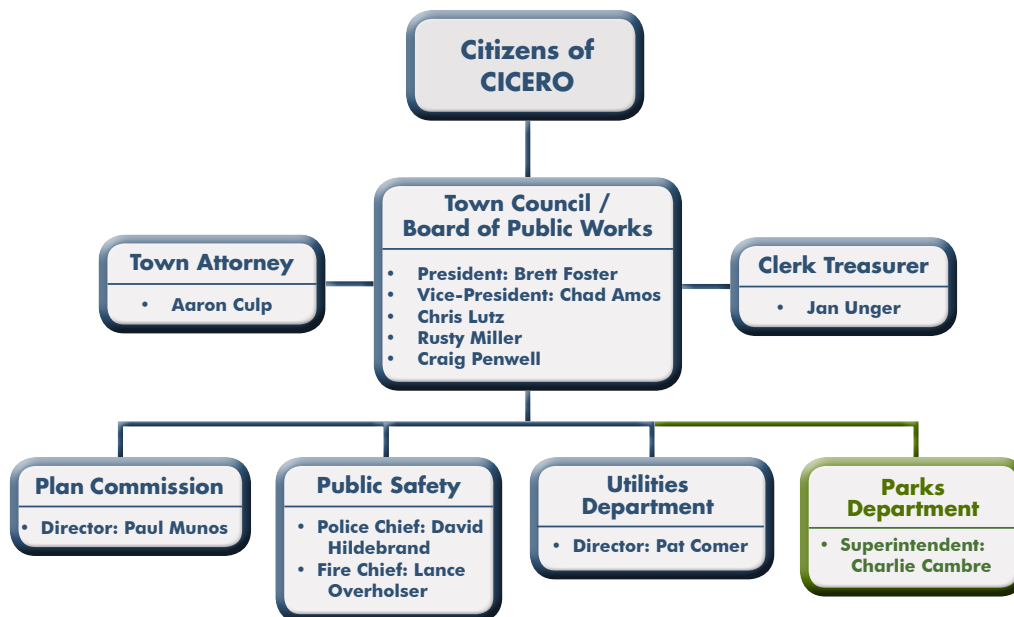 Citizens of
CICERO
Town Council /
Board of Public Works
• President: Brett Foster
• Vice-President: Chad Amos
• Chris Lutz
• Rusty Miller
• Craig Penwell
Town Attorney
• Aaron Culp
Clerk Treasurer
• Jan Unger
Plan Commission
• Director: Paul Munos
Public Safety
• Police Chief: David
Hildebrand
• Fire Chief: Lance
Overholser
Utilities
Department
• Director: Pat Comer
Parks
Department
• Superintendent:
Charlie Cambre